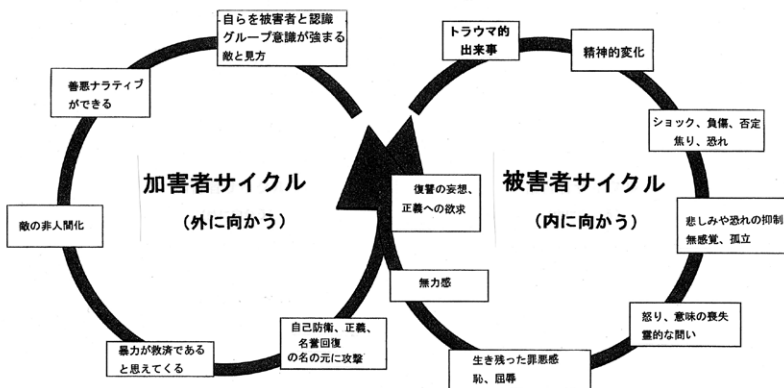 自らを被害者と認識
グループ意識が強まる
敵と見方
善悪ナラティブ
ができる
加害者サイクル
(外に向かう)
敵の非人間化
暴力が救済である
と思えてくる
自己防衛、正義、
名誉回復
の名の元に攻撃
トラウマ的
出来事
精神的変化
ショック、負傷、否定
焦り、恐れ
被害者サイクル
(内に向かう)
悲しみや恐れの抑制
無感覚、孤立
怒り、意味の喪失
霊的な問い
生き残った罪悪感
恥、屈辱
無力感
復讐の妄想、
正義への欲求